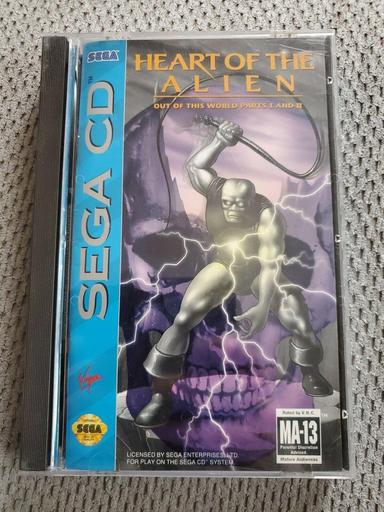 SEGA
HEART OF THE
ALIEN
OUT OF THIS WORLD PARTS I AND II
SEGA CD™
Virgin
SEGA
Rated by V.R.C.
MA-13
Parental Discretion
Advised.
Mature Audiences
LICENSED BY SEGA ENTERPRISES LTD.
FOR PLAY ON THE SEGA CD™ SYSTEM.